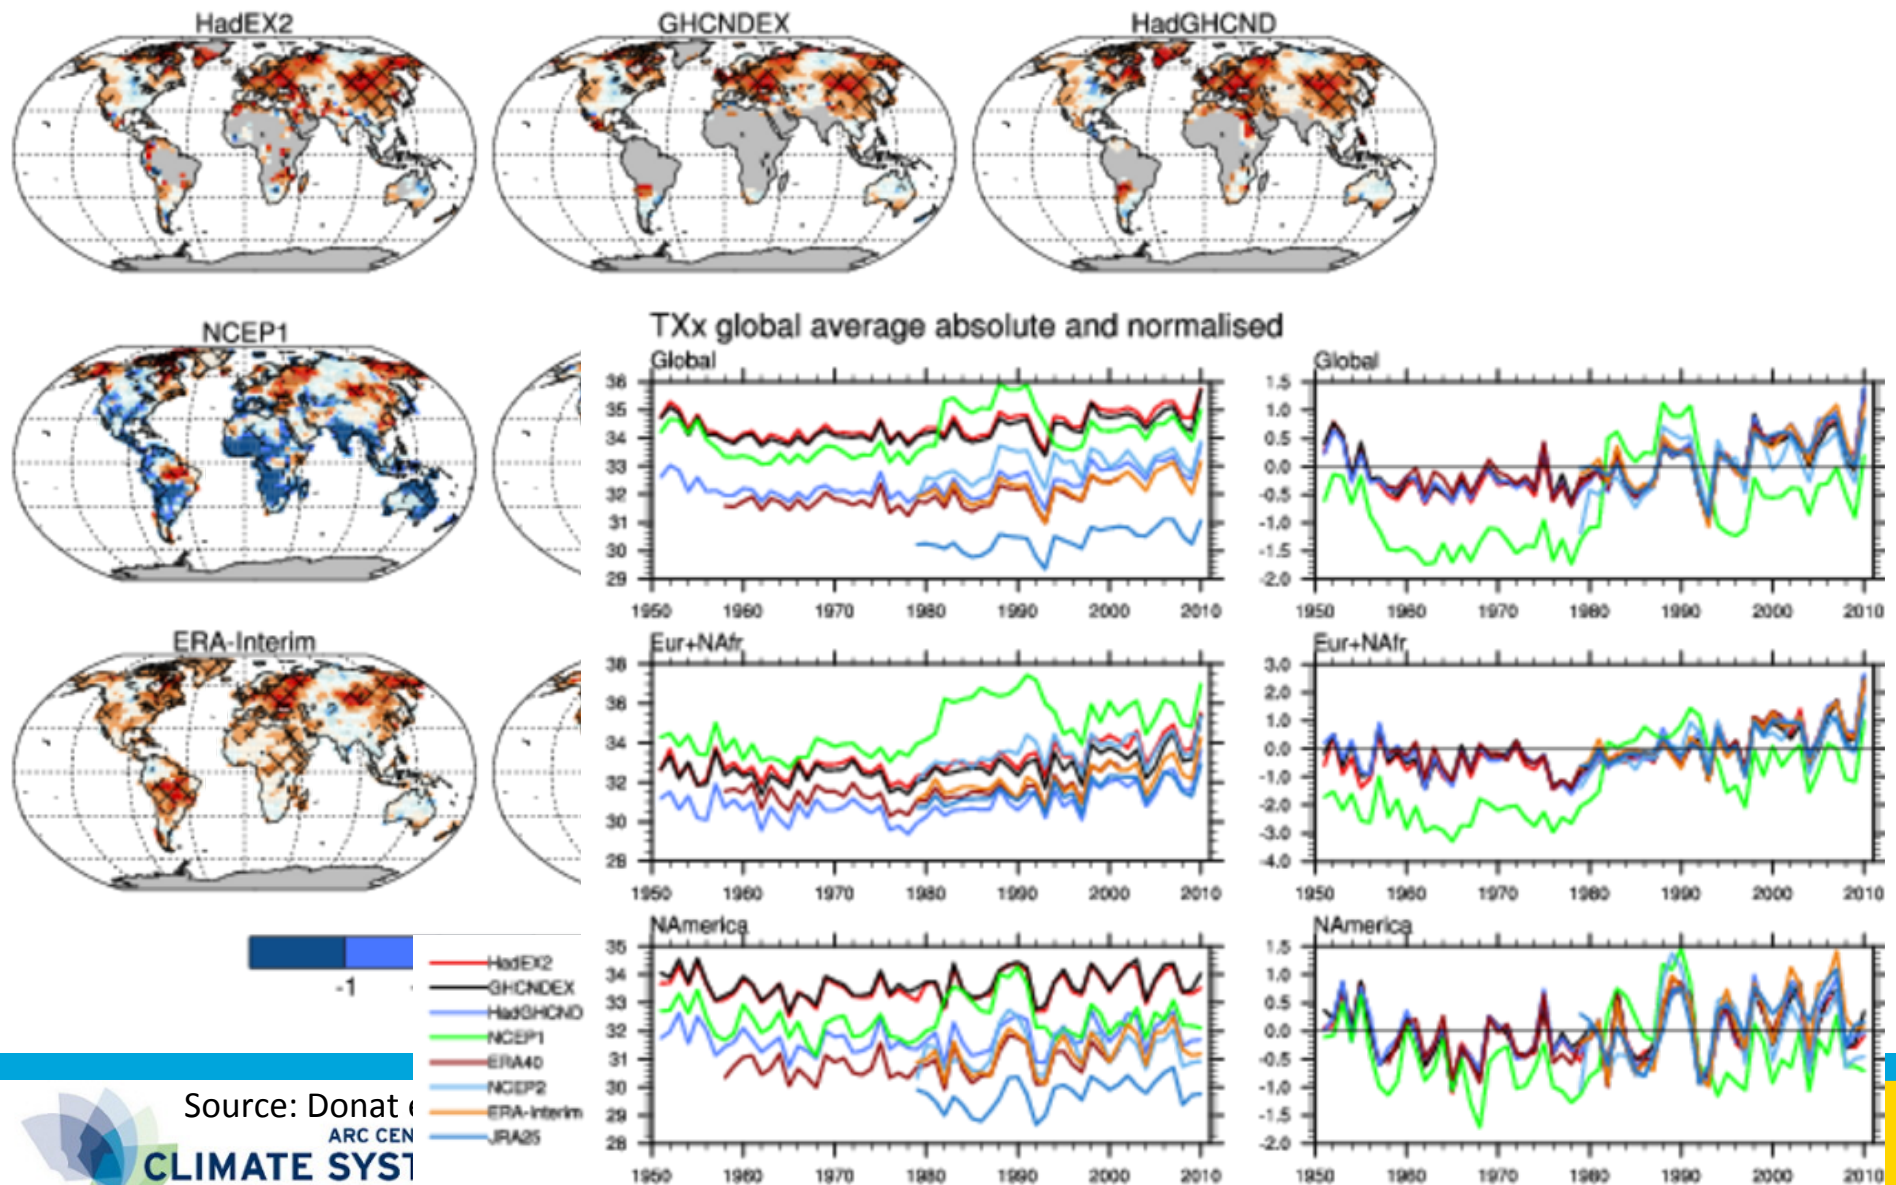 HadEX2
GHCNDEX
HadGHCND
NCEP1
TXx global average absolute and normalised
Global
36
35
34
33
32
31
30
29
1950 1960 1970 1980 1990 2000 2010
Global
1.5
1.0
0.5
0.0
-0.5
-1.0
-1.5
-2.0
1950 1960 1970 1980 1990 2000 2010
ERA-Interim
Eur+NAfr
38
36
34
32
30
28
1950 1960 1970 1980 1990 2000 2010
Eur+NAfr
3.0
2.0
1.0
0.0
-1.0
-2.0
-3.0
-4.0
1950 1960 1970 1980 1990 2000 2010
-1
HadEX2
GHCNDEX
HadGHCND
NCEP1
ERA40
NCEP2
ERA-Interim
JRA25
NAmerica
35
34
33
32
31
30
29
28
1950 1960 1970 1980 1990 2000 2010
NAmerica
1.5
1.0
0.5
0.0
-0.5
-1.0
-1.5
-2.0
1950 1960 1970 1980 1990 2000 2010
Source: Donat
ARC CEN
CLIMATE SYST